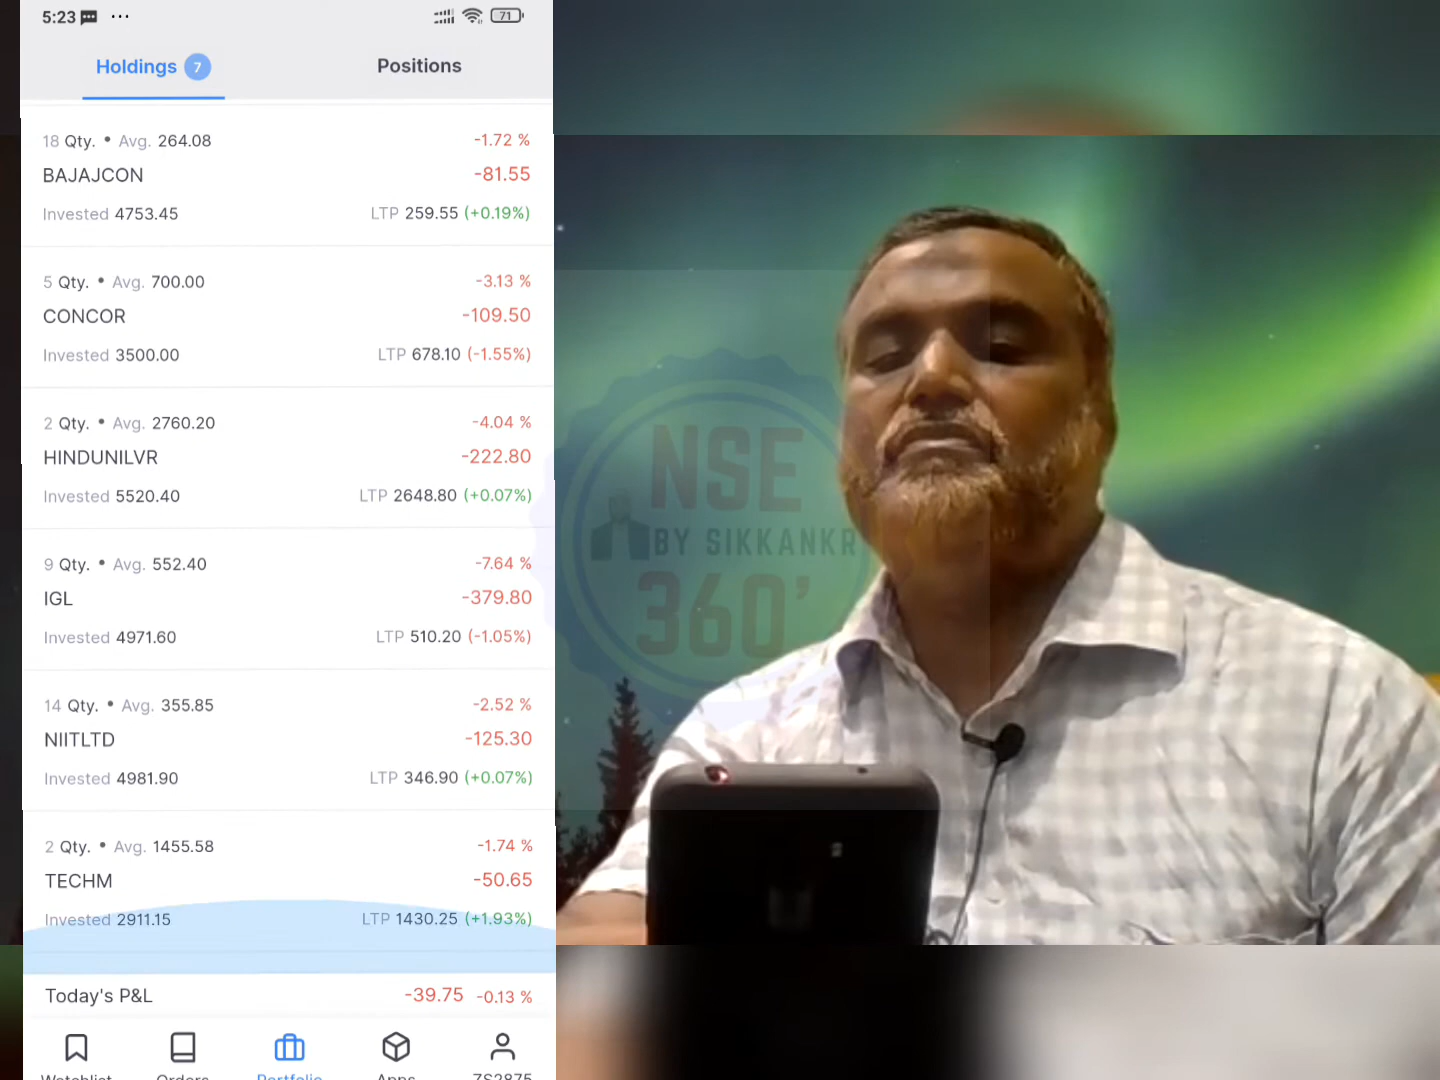 5:23 ... 71
Holdings 7 Positions
18 Qty. • Avg. 264.08 -1.72 %
BAJAJCON -81.55
Invested 4753.45 LTP 259.55 (+0.19%)
5 Qty. • Avg. 700.00 -3.13 %
CONCOR -109.50
Invested 3500.00 LTP 678.10 (-1.55%)
2 Qty. • Avg. 2760.20 -4.04 %
HINDUNILVR -222.80
Invested 5520.40 LTP 2648.80 (+0.07%)
9 Qty. • Avg. 552.40 -7.64 %
IGL -379.80
Invested 4971.60 LTP 510.20 (-1.05%)
14 Qty. • Avg. 355.85 -2.52 %
NIITLTD -125.30
Invested 4981.90 LTP 346.90 (+0.07%)
2 Qty. • Avg. 1455.58 -1.74 %
TECHM -50.65
Invested 2911.15 LTP 1430.25 (+1.93%)
Today's P&L -39.75 -0.13 %
Watchlist Orders Portfolio Apps ZS2875
NSE
BY SIKKANKR
360'